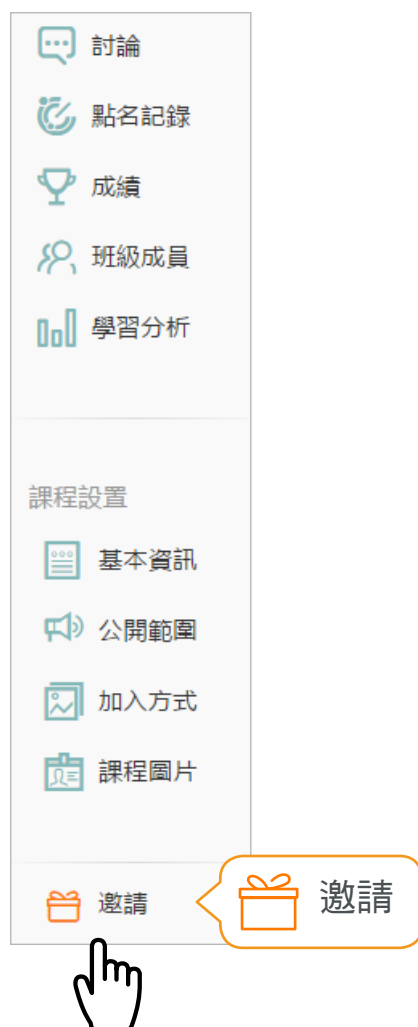 討論
點名記錄
成績
班級成員
學習分析
課程設置
基本資訊
公開範圍
加入方式
課程圖片
邀請
邀請